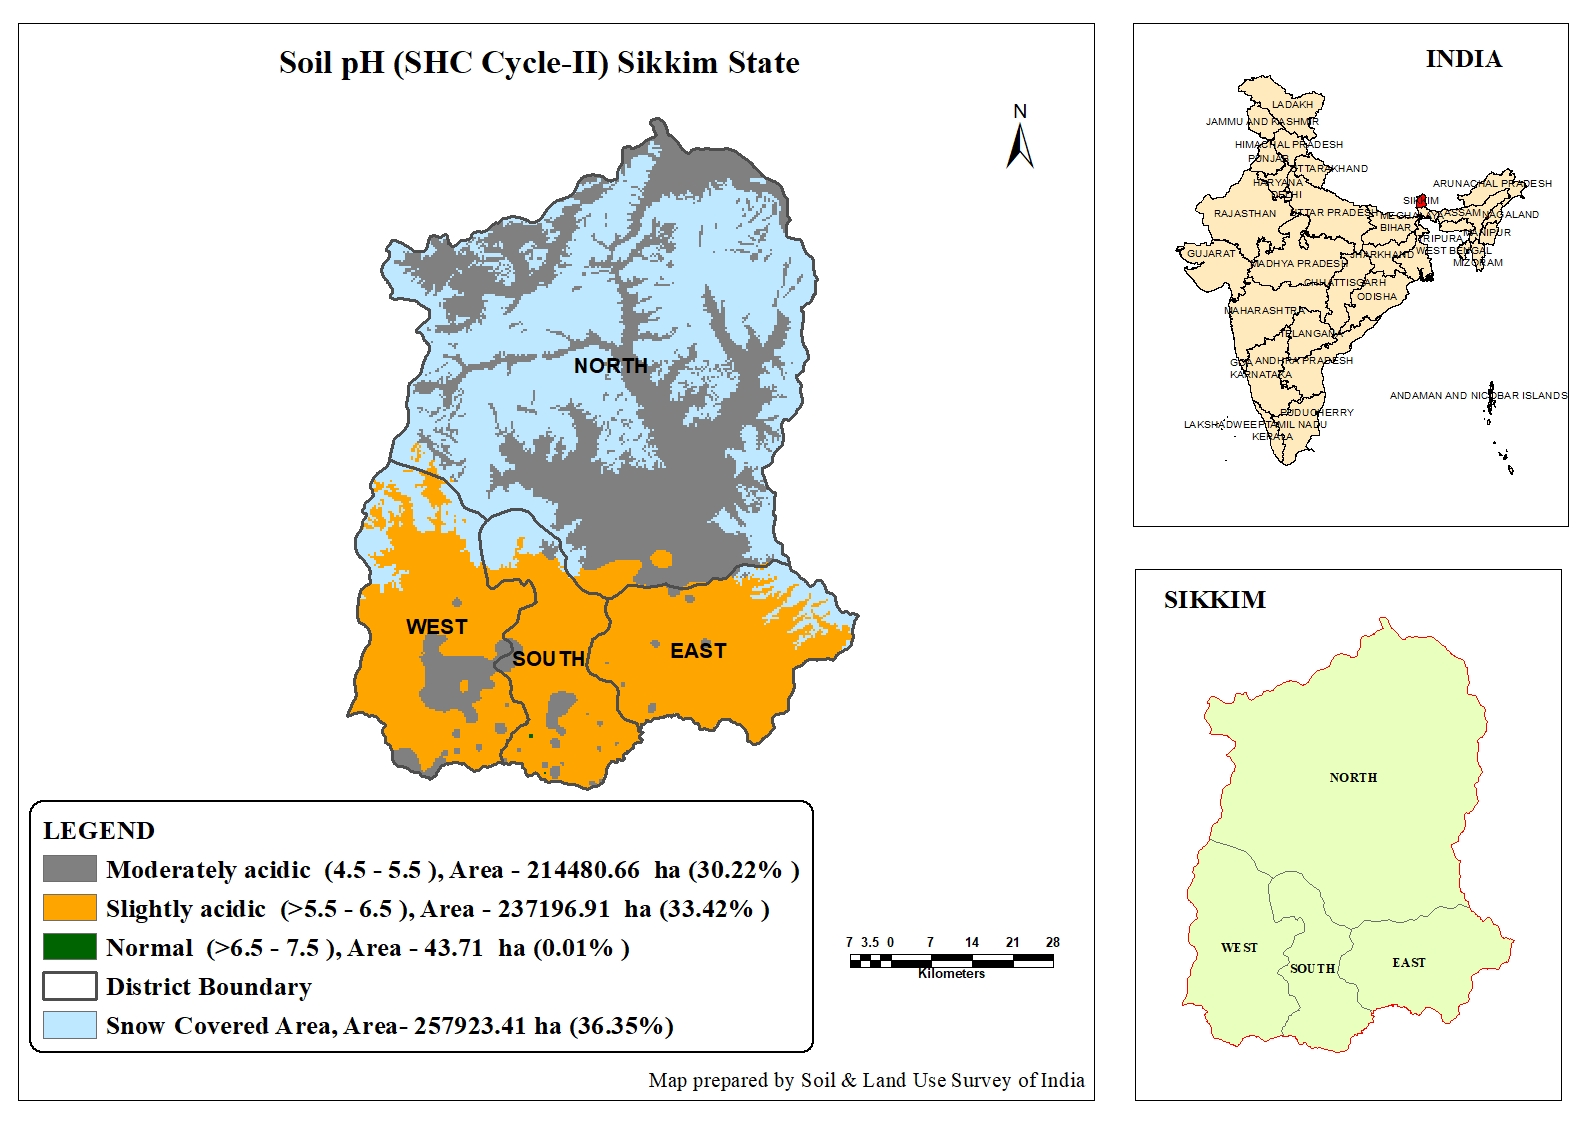 Soil pH (SHC Cycle-II) Sikkim State
N
NORTH
WEST
SOUTH
EAST
LEGEND
Moderately acidic (4.5 - 5.5 ), Area - 214480.66 ha (30.22% )
Slightly acidic (>5.5 - 6.5 ), Area - 237196.91 ha (33.42% )
Normal (>6.5 - 7.5 ), Area - 43.71 ha (0.01% )
District Boundary
Snow Covered Area, Area- 257923.41 ha (36.35%)
7 3.5 0 7 14 21 28
Kilometers
Map prepared by Soil & Land Use Survey of India
INDIA
LADAKH
JAMMU AND KASHMIR
HIMACHAL PRADESH
PUNJAB
UTTARAKHAND
HARYANA
DELHI
ARUNACHAL PRADESH
SIKKIM
RAJASTHAN
UTTAR PRADESH
MEGHALAYA
ASSAM
NAGALAND
BIHAR
MANIPUR
TRIPURA
WEST BENGAL
MIZORAM
GUJARAT
MADHYA PRADESH
JHARKHAND
CHHATTISGARH
ODISHA
MAHARASHTRA
TELANGANA
GOA
ANDHRA PRADESH
KARNATAKA
ANDAMAN AND NICOBAR ISLANDS
PUDUCHERRY
LAKSHADWEEP
TAMIL NADU
KERALA
SIKKIM
NORTH
WEST
SOUTH
EAST